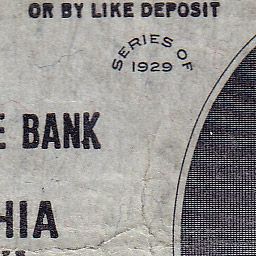 OR BY LIKE DEPOSIT
SERIES OF
1929
E BANK
HIA